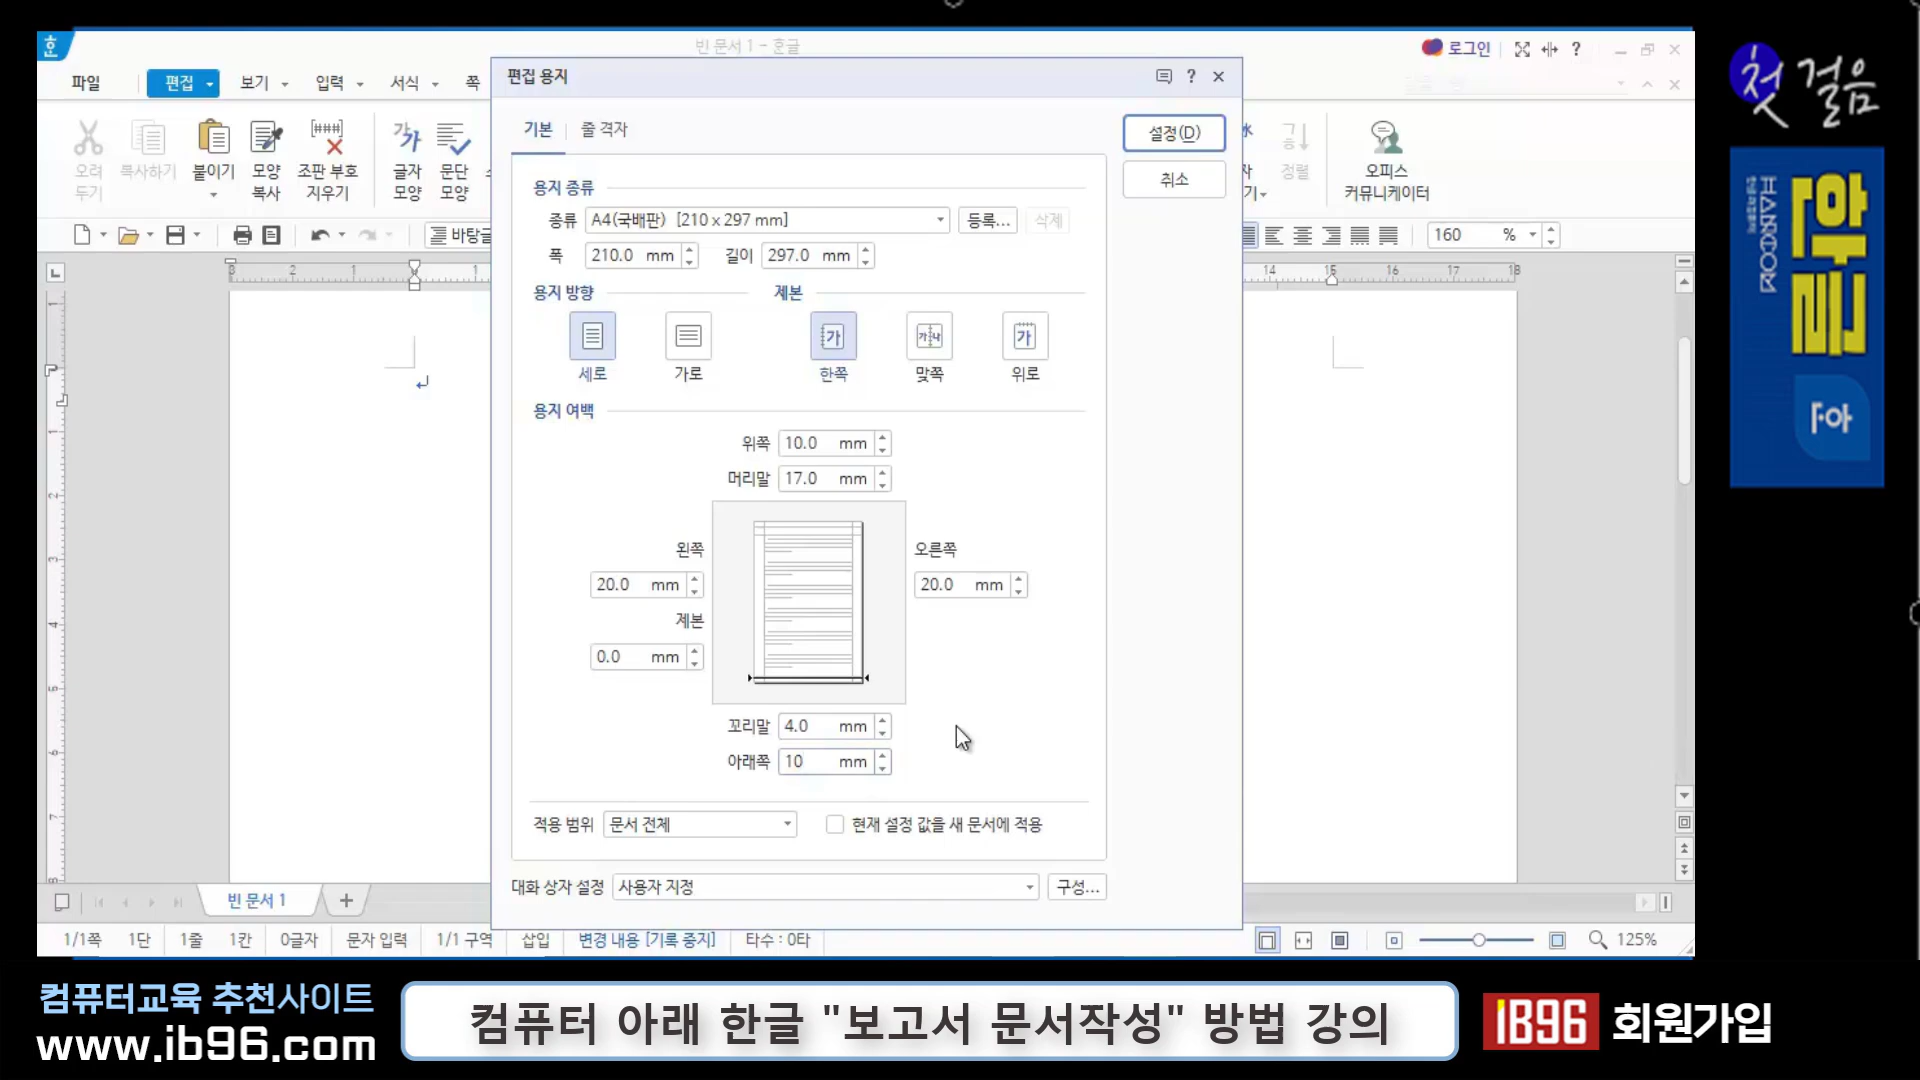 빈 문서 1 - 훈글
로그인
파일 편집 보기 입력 서식 쪽
오려 두기
복사하기
붙이기
모양 복사
조판 부호 지우기
글자 모양
문단 모양
정렬
오피스 커뮤니케이터
160 %
편집 용지
기본 줄 격자
설정(D)
취소
용지 종류
종류 A4(국배판) [210 x 297 mm] 등록... 삭제
폭 210.0 mm 길이 297.0 mm
용지 방향 제본
세로 가로 한쪽 맞쪽 위로
용지 여백
위쪽 10.0 mm
머리말 17.0 mm
왼쪽 오른쪽
20.0 mm 20.0 mm
제본
0.0 mm
꼬리말 4.0 mm
아래쪽 10 mm
적용 범위 문서 전체 현재 설정 값을 새 문서에 적용
대화 상자 설정 사용자 지정 구성...
빈 문서 1
1/1쪽 1단 1줄 1칸 0글자 문자 입력 1/1 구역 삽입 변경 내용 [기록 중지] 타수 : 0타 125%
첫걸음
한글
HANCOM
컴퓨터교육 추천사이트
www.ib96.com
컴퓨터 아래 한글 "보고서 문서작성" 방법 강의
IB96 회원가입